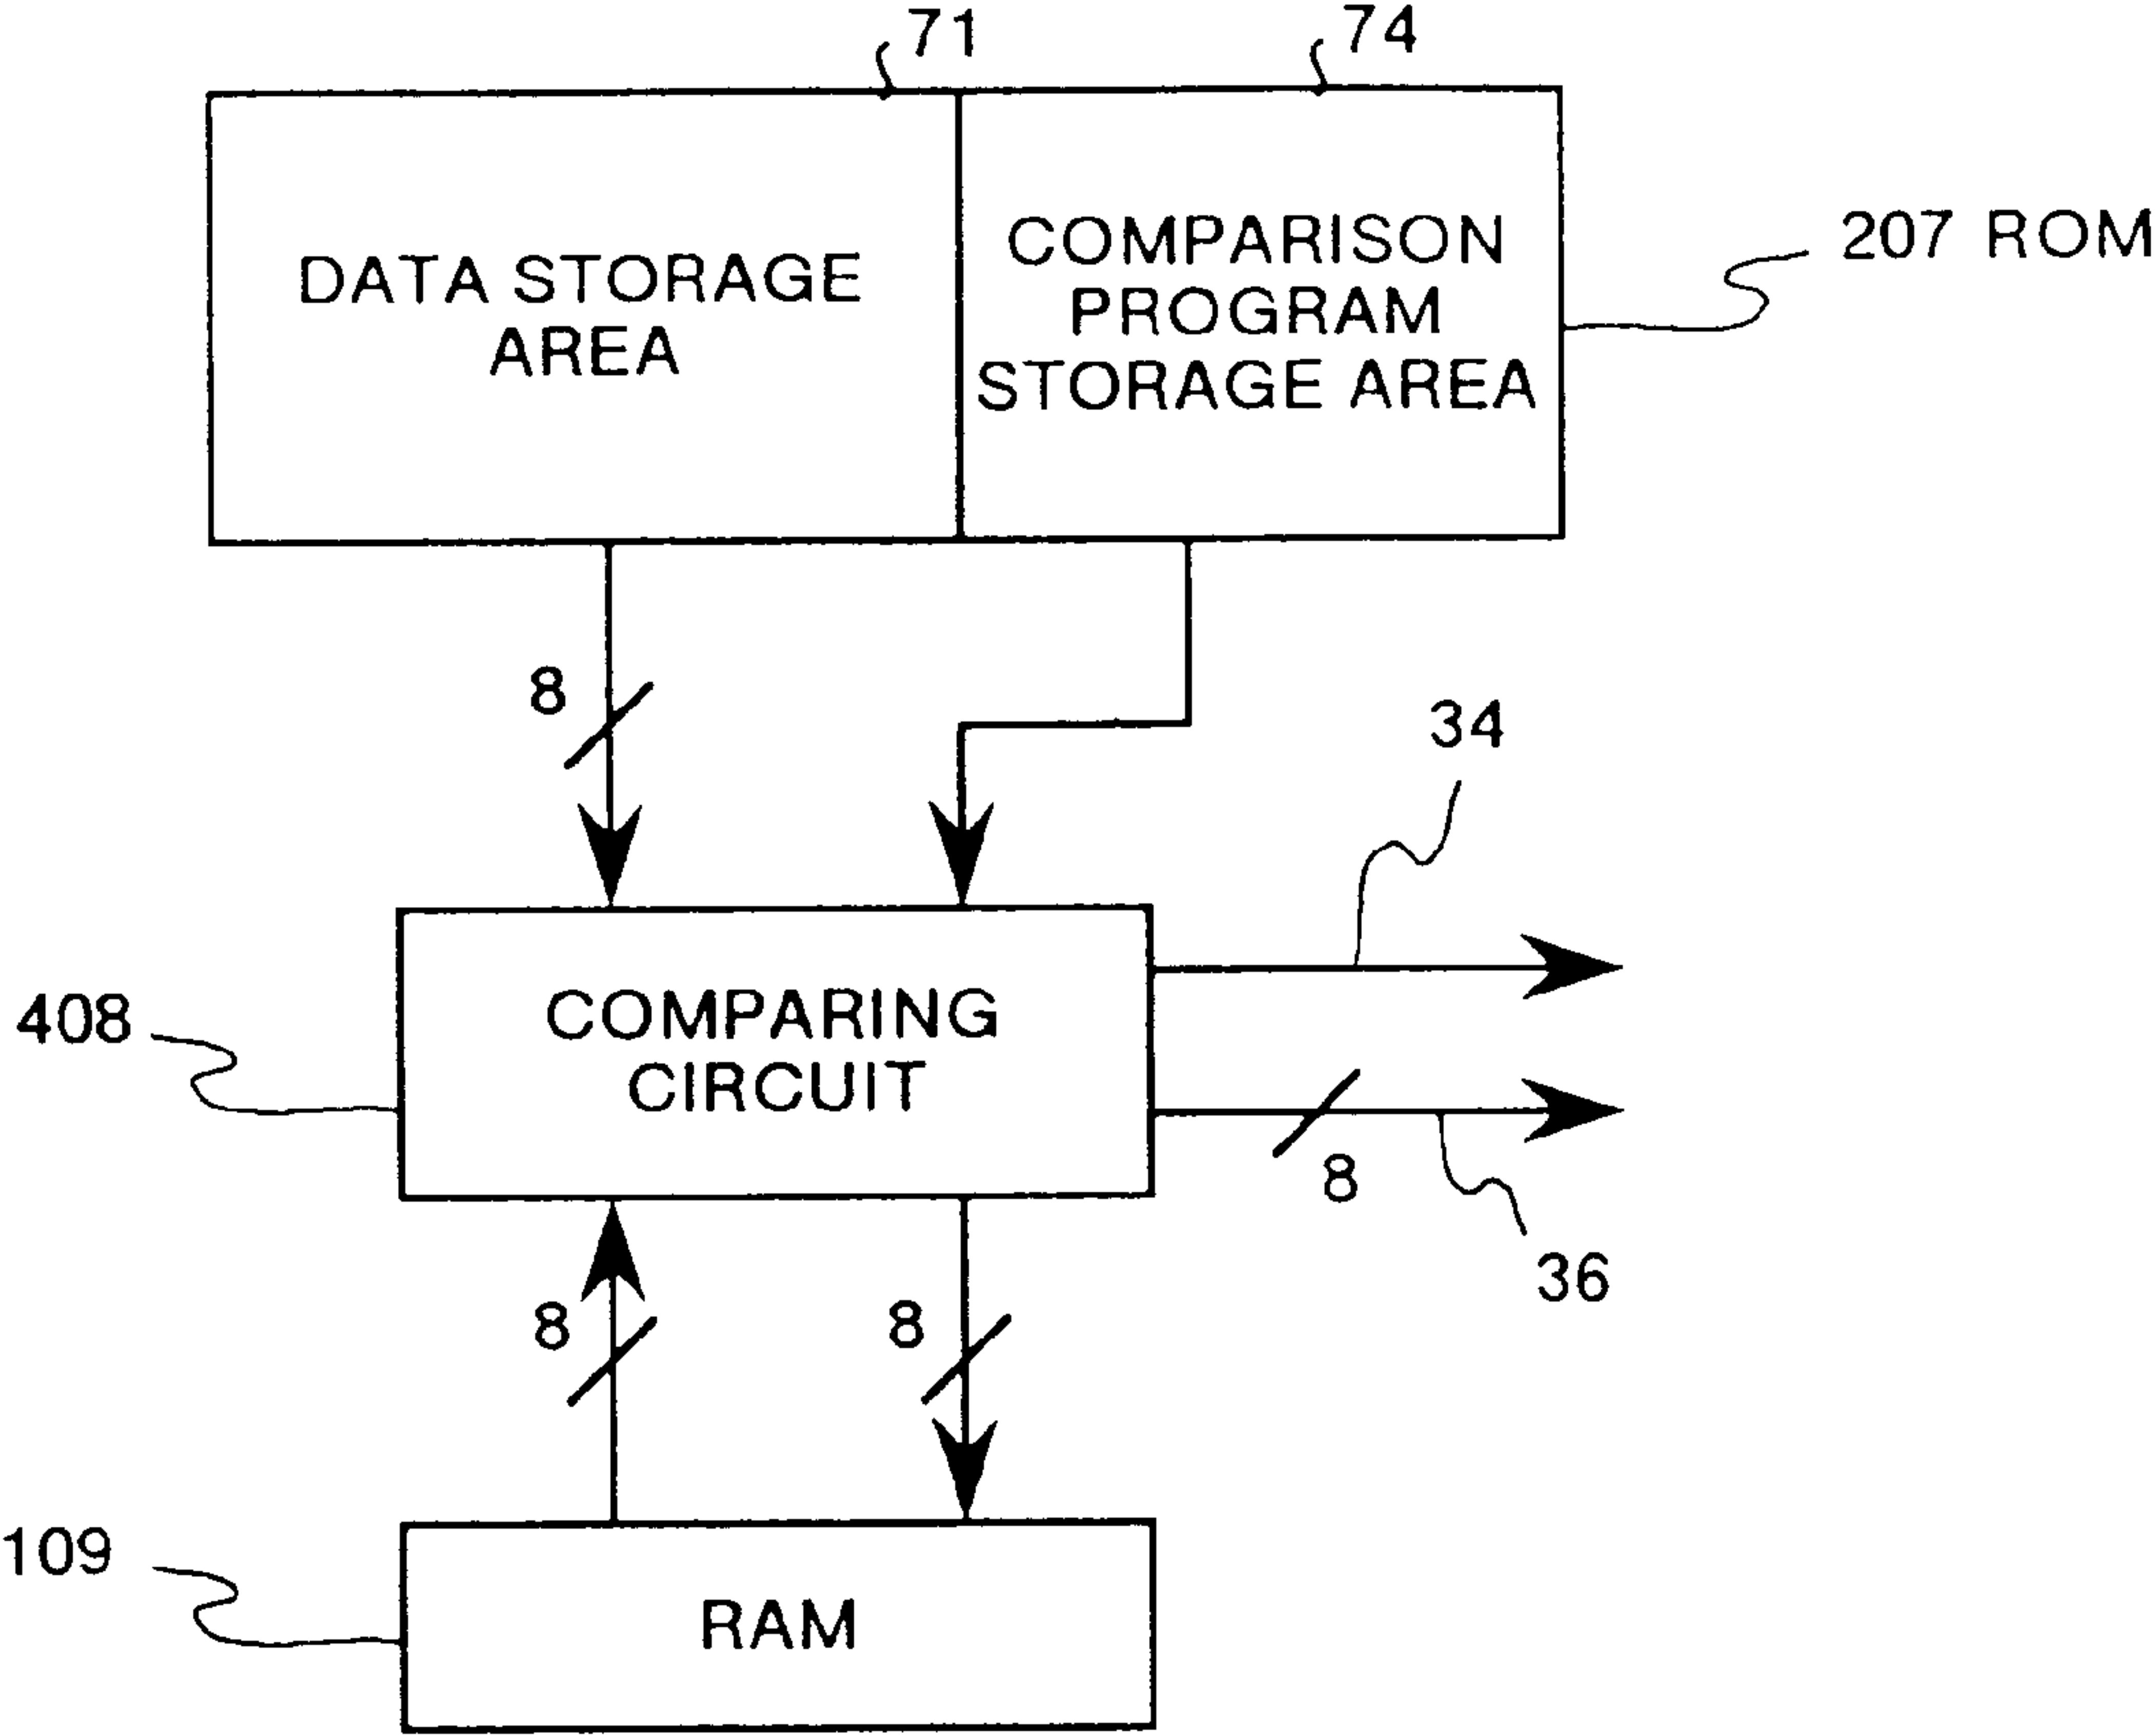 71
74
DATA STORAGE
AREA
COMPARISON
PROGRAM
STORAGE AREA
207 ROM
8
34
408
COMPARING
CIRCUIT
8
36
8
8
109
RAM